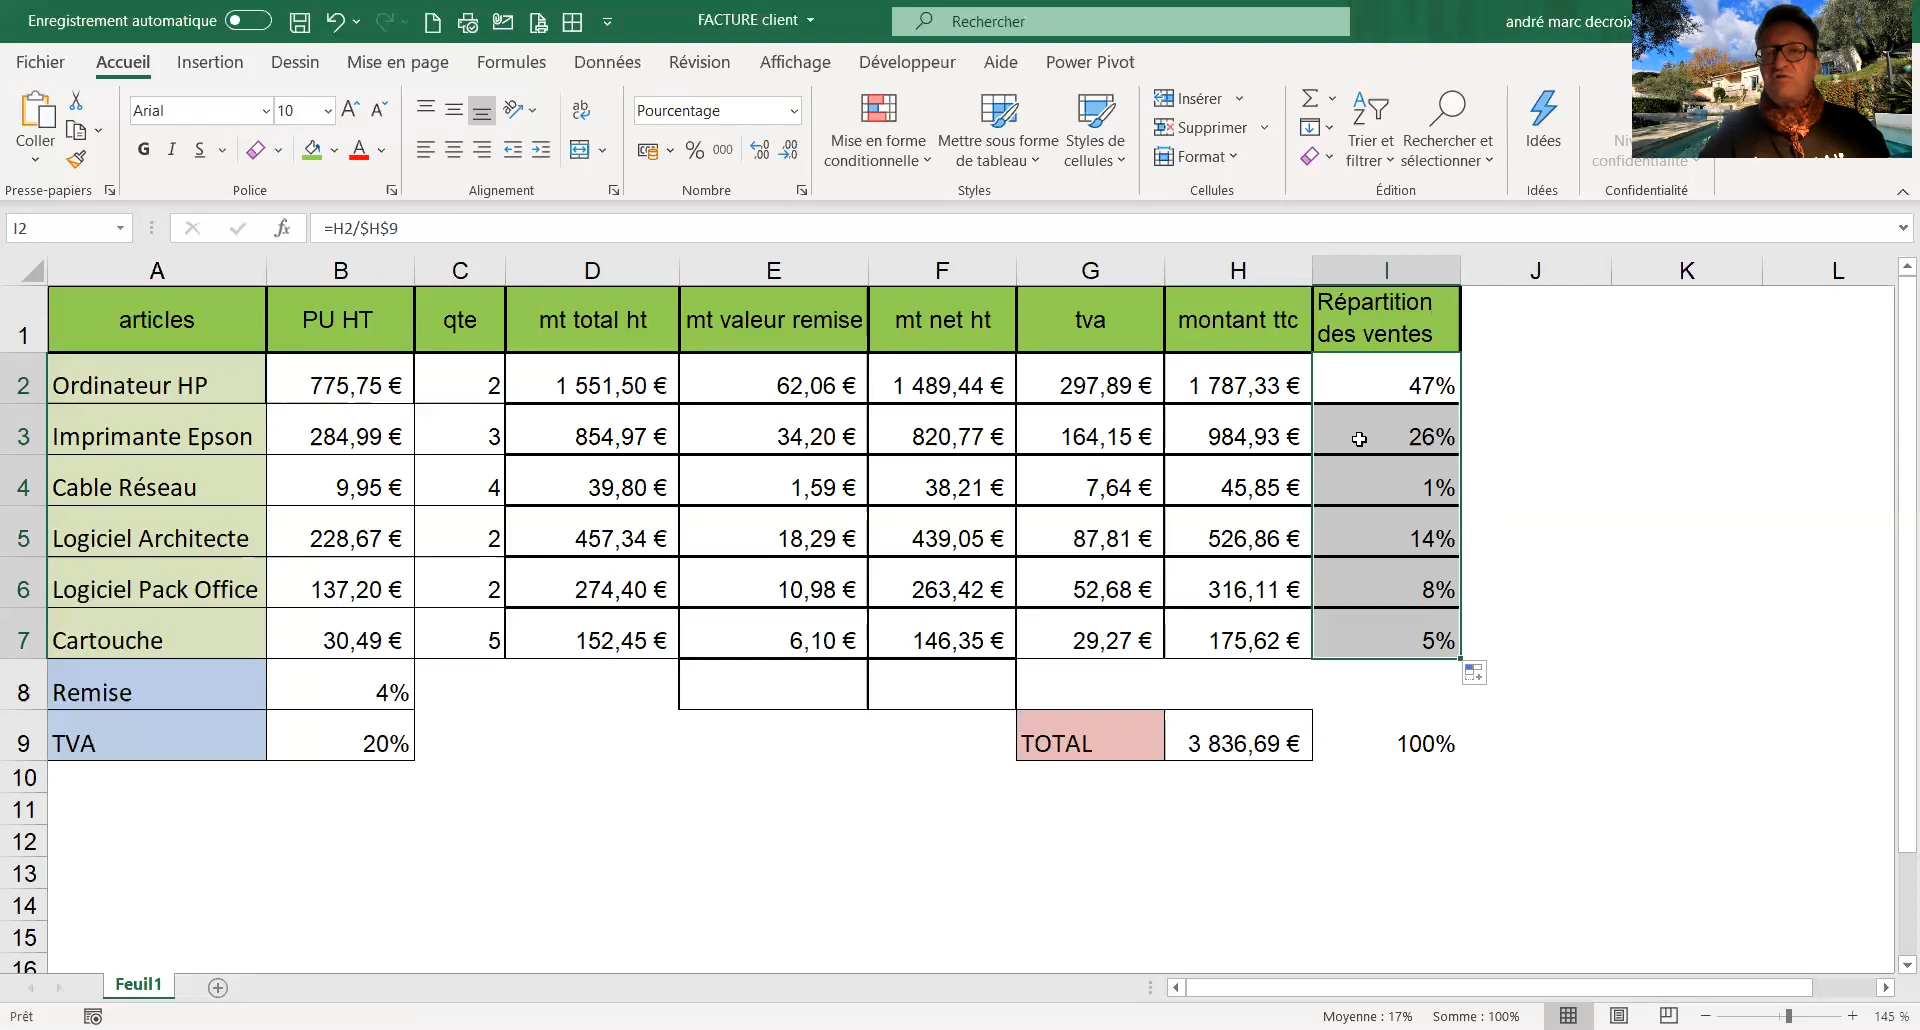 Enregistrement automatique
FACTURE client
Rechercher
andré marc decroix
Fichier Accueil Insertion Dessin Mise en page Formules Données Révision Affichage Développeur Aide Power Pivot
Coller
Presse-papiers
Arial 10
G I S
Police
Alignement
Pourcentage
% 000
Nombre
Mise en forme conditionnelle
Mettre sous forme de tableau
Styles de cellules
Styles
Insérer
Supprimer
Format
Cellules
Trier et filtrer
Rechercher et sélectionner
Édition
Idées
Idées
confidentialité
Confidentialité
I2 fx =H2/$H$9
A B C D E F G H I J K L
1 articles PU HT qte mt total ht mt valeur remise mt net ht tva montant ttc Répartition des ventes
2 Ordinateur HP 775,75 € 2 1 551,50 € 62,06 € 1 489,44 € 297,89 € 1 787,33 € 47%
3 Imprimante Epson 284,99 € 3 854,97 € 34,20 € 820,77 € 164,15 € 984,93 € 26%
4 Cable Réseau 9,95 € 4 39,80 € 1,59 € 38,21 € 7,64 € 45,85 € 1%
5 Logiciel Architecte 228,67 € 2 457,34 € 18,29 € 439,05 € 87,81 € 526,86 € 14%
6 Logiciel Pack Office 137,20 € 2 274,40 € 10,98 € 263,42 € 52,68 € 316,11 € 8%
7 Cartouche 30,49 € 5 152,45 € 6,10 € 146,35 € 29,27 € 175,62 € 5%
8 Remise 4%
9 TVA 20% TOTAL 3 836,69 € 100%
10
11
12
13
14
15
16
Feuil1
Prêt
Moyenne : 17% Somme : 100%
145 %